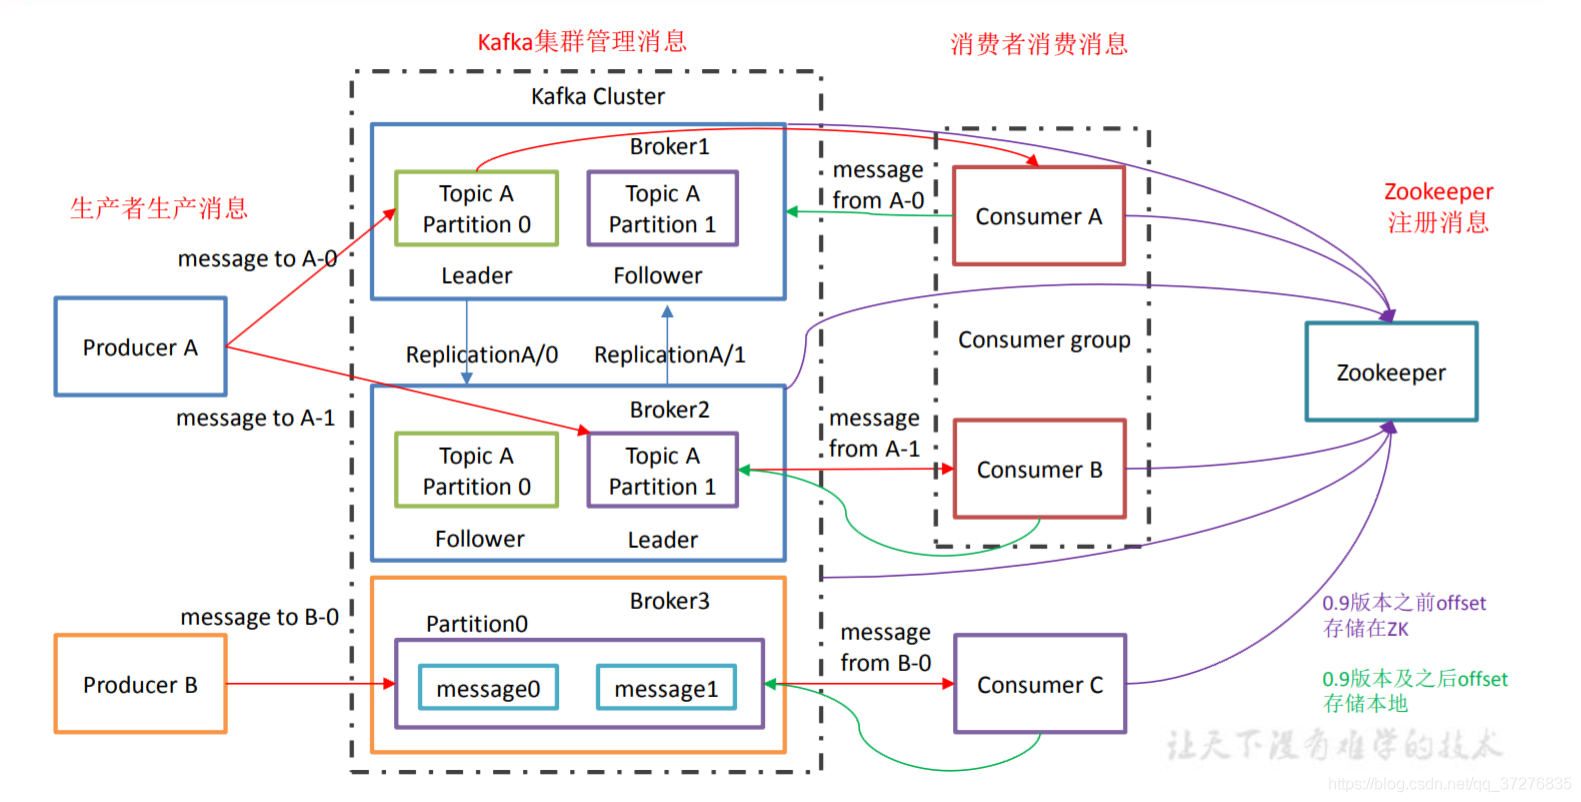 Kafka集群管理消息
消费者消费消息
Kafka Cluster
Broker1
Topic A
Partition 0
Topic A
Partition 1
Leader
Follower
message
from A-0
Consumer A
Zookeeper
注册消息
生产者生产消息
message to A-0
Producer A
message to A-1
ReplicationA/0
ReplicationA/1
Consumer group
Zookeeper
Broker2
Topic A
Partition 0
Topic A
Partition 1
Follower
Leader
message
from A-1
Consumer B
message to B-0
Producer B
Broker3
Partition0
message0
message1
message
from B-0
Consumer C
0.9版本之前offset
存储在ZK
0.9版本及之后offset
存储本地
让天下没有难学的技术
https://blog.csdn.net/qq_37276835